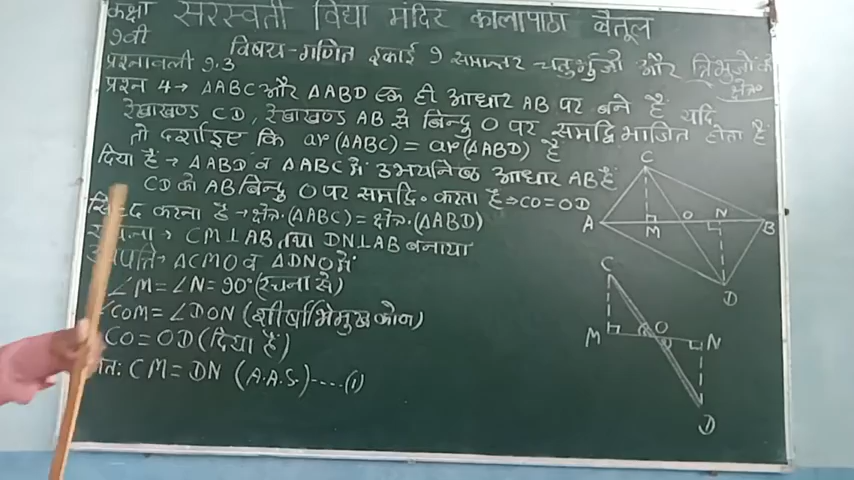 कक्षा सरस्वती विद्या मंदिर कालापाठा बैतूल
9वी
विषय-गणित इकाई 9 समान्तर चतुर्भुजो और त्रिभुजो के
प्रश्नावली 9.3
क्षेत्र०
प्रश्न 4→ ΔABC और ΔABD एक ही आधार AB पर बने है यदि
रेखाखण्ड CD, रेखाखण्ड AB से बिन्दु O पर समद्विभाजित होता है
तो दर्शाइए कि ar(ΔABC) = ar(ΔABD) है
दिया है → ΔABD व ΔABC में उभयनिष्ठ आधार AB है
CD को AB बिन्दु O पर समद्वि. करता है ⇒ CO=OD
सिद्ध करना है → क्षेत्र.(ΔABC) = क्षेत्र.(ΔABD)
रचना → CM⊥AB तथा DN⊥AB बनाया
उपपति→ ΔCMO व ΔDNO में
∠M=∠N=90° (रचना से)
∠COM = ∠DON (शीर्षाभिमुख कोण)
CO = OD (दिया है)
अत: CM = DN (A.A.S.)----(1)
C
A
M
O
N
B
D
C
M
O
N
D